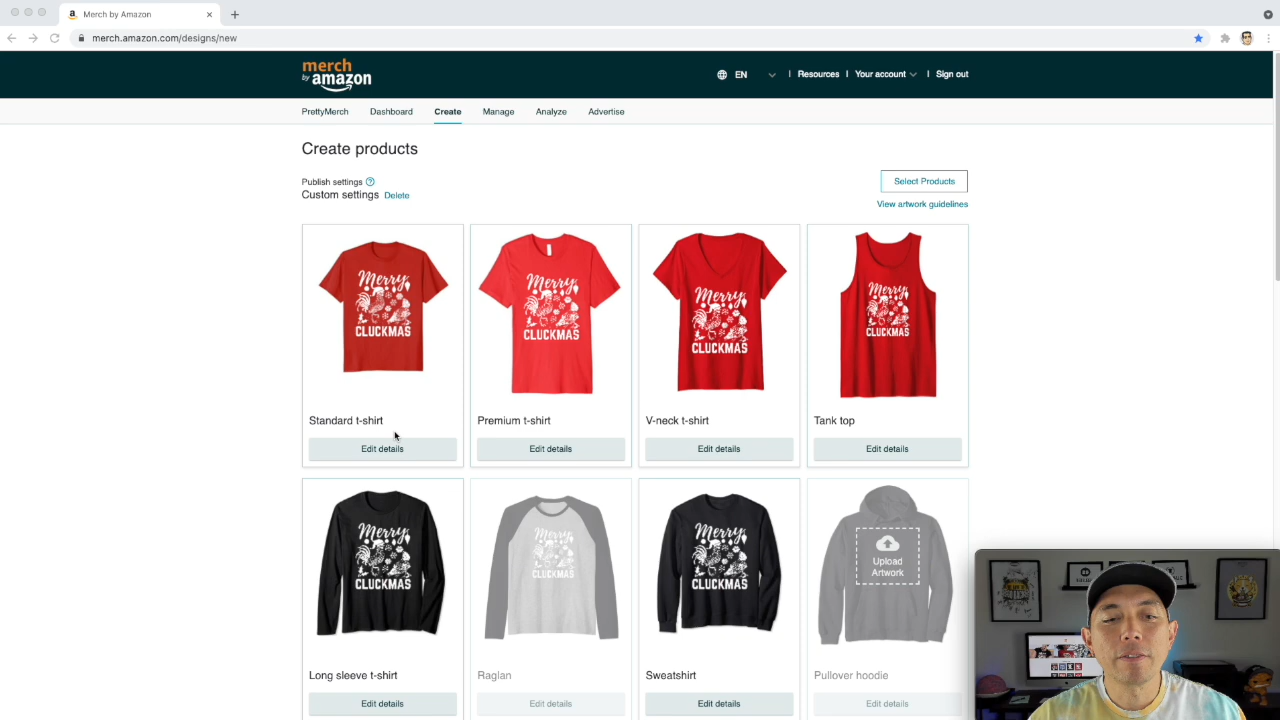 Merch by Amazon
merch.amazon.com/designs/new
merch by amazon
EN
Resources
Your account
Sign out
PrettyMerch
Dashboard
Create
Manage
Analyze
Advertise
Create products
Publish settings
Custom settings Delete
Select Products
View artwork guidelines
Merry
CLUCKMAS
Merry
CLUCKMAS
Merry
CLUCKMAS
Merry
CLUCKMAS
Standard t-shirt
Premium t-shirt
V-neck t-shirt
Tank top
Edit details
Edit details
Edit details
Edit details
Merry
CLUCKMAS
Merry
CLUCKMAS
Merry
CLUCKMAS
Upload
Artwork
Long sleeve t-shirt
Raglan
Sweatshirt
Pullover hoodie
Edit details
Edit details
Edit details
Edit details